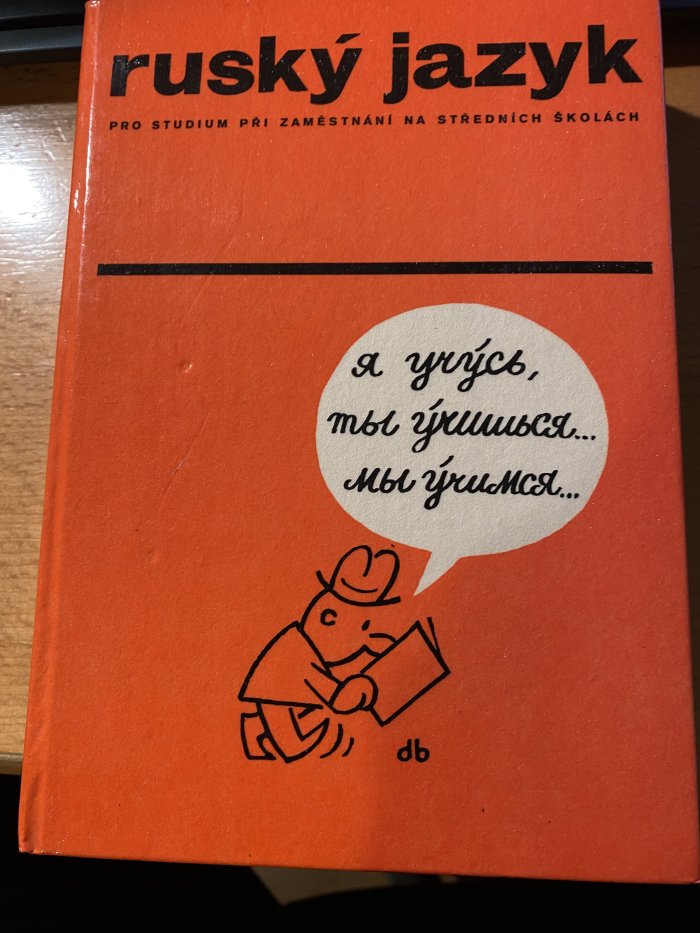 ruský jazyk
PRO STUDIUM PŘI ZAMĚSTNÁNÍ NA STŘEDNÍCH ŠKOLÁCH
я учу́сь,
ты у́чишься...
мы у́чимся...
db